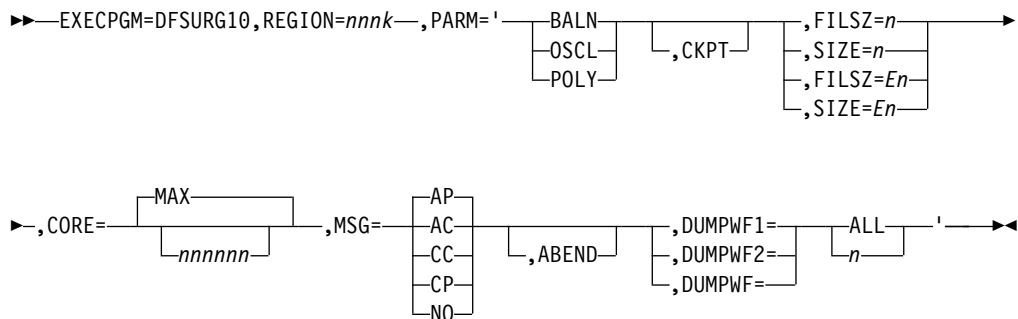 EXECPGM=DFSURG10,REGION=nnnk ,PARM=' BALN ,FILSZ=n
OSCL ,CKPT ,SIZE=n
POLY ,FILSZ=En
,SIZE=En
MAX AP
,CORE= ,MSG= AC ,DUMPWF1= ALL '
nnnnnn CC ,ABEND ,DUMPWF2= n
CP ,DUMPWF=
NO